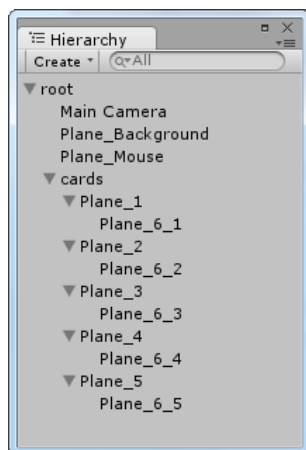 Hierarchy
Create All
root
Main Camera
Plane_Background
Plane_Mouse
cards
Plane_1
Plane_6_1
Plane_2
Plane_6_2
Plane_3
Plane_6_3
Plane_4
Plane_6_4
Plane_5
Plane_6_5